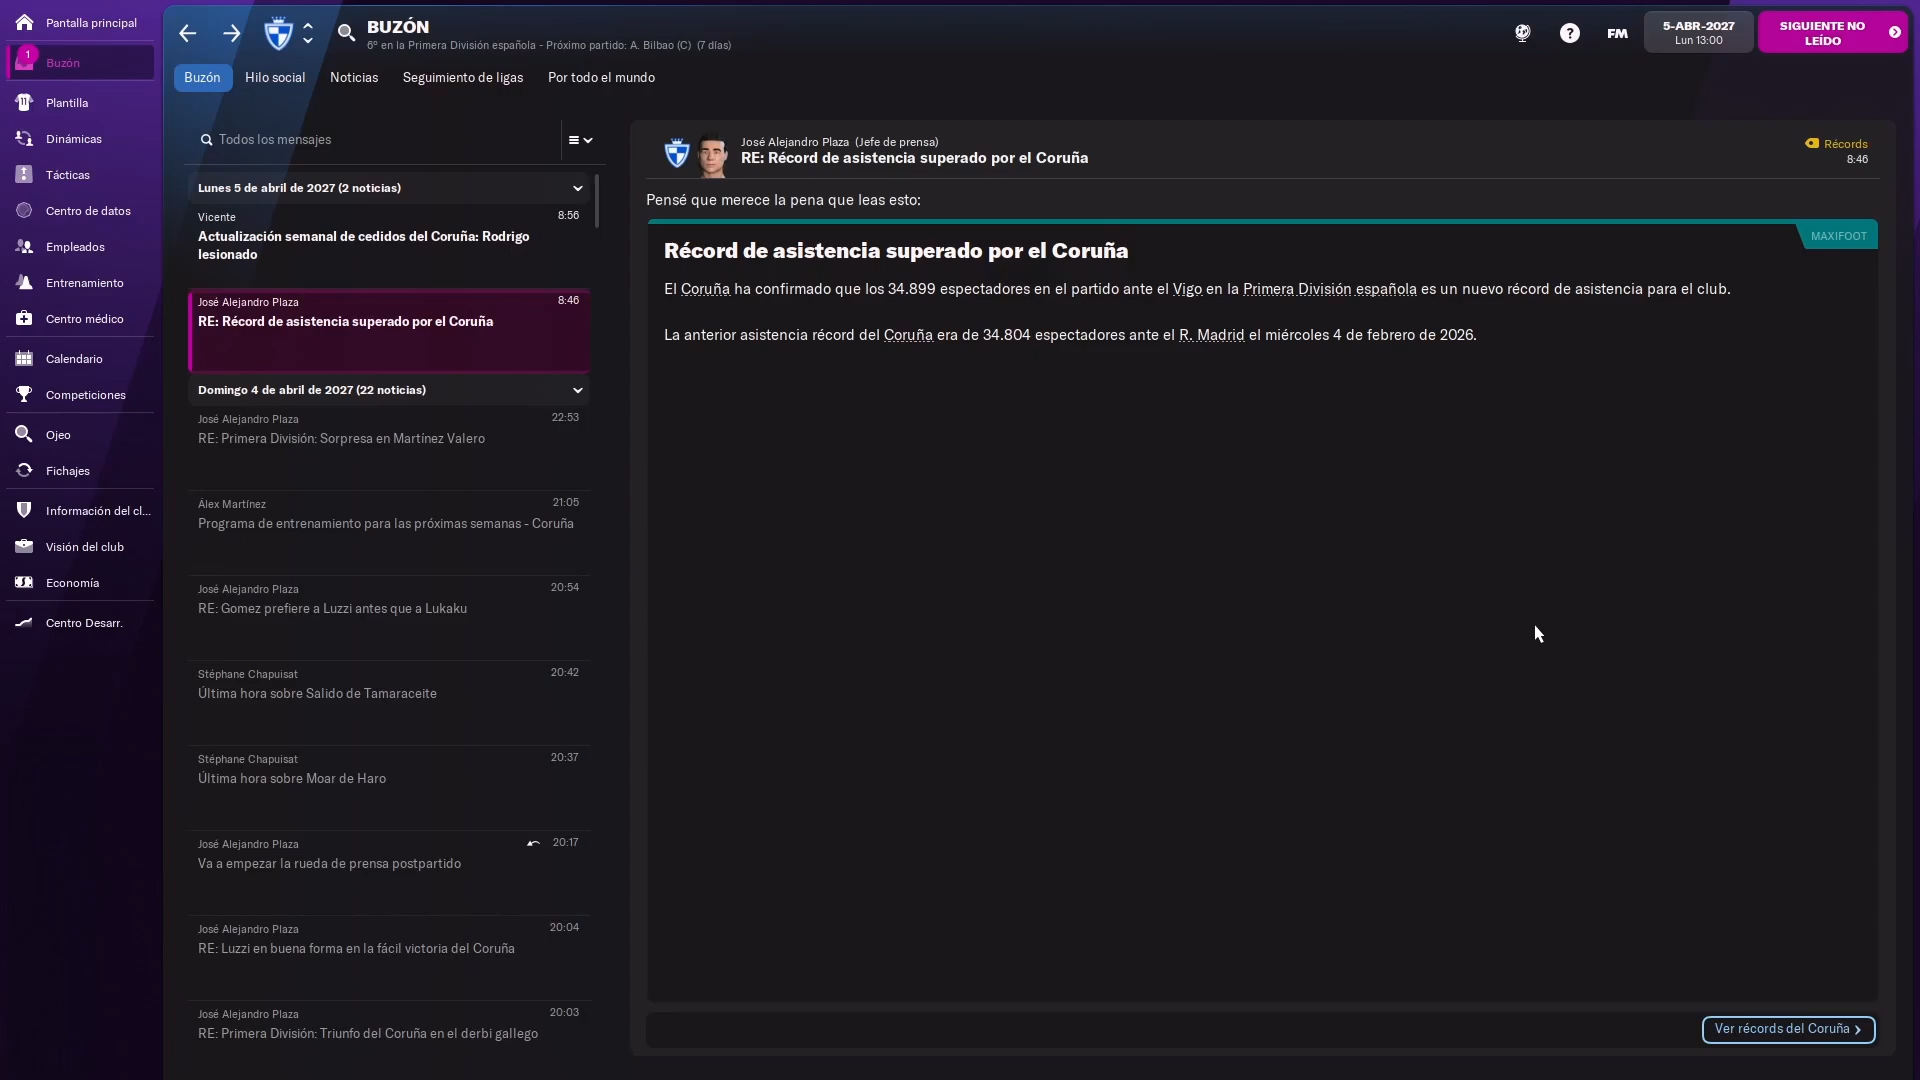 Pantalla principal
1
Buzón
Plantilla
Dinámicas
Tácticas
Centro de datos
Empleados
Entrenamiento
Centro médico
Calendario
Competiciones
Ojeo
Fichajes
Información del cl...
Visión del club
Economía
Centro Desarr.
BUZÓN
6º en la Primera División española - Próximo partido: A. Bilbao (C) (7 días)
FM
5-ABR-2027
Lun 13:00
SIGUIENTE NO LEÍDO
Buzón
Hilo social
Noticias
Seguimiento de ligas
Por todo el mundo
Todos los mensajes
Lunes 5 de abril de 2027 (2 noticias)
Vicente 8:56
Actualización semanal de cedidos del Coruña: Rodrigo
lesionado
José Alejandro Plaza 8:46
RE: Récord de asistencia superado por el Coruña
Domingo 4 de abril de 2027 (22 noticias)
José Alejandro Plaza 22:53
RE: Primera División: Sorpresa en Martínez Valero
Álex Martínez 21:05
Programa de entrenamiento para las próximas semanas - Coruña
José Alejandro Plaza 20:54
RE: Gomez prefiere a Luzzi antes que a Lukaku
Stéphane Chapuisat 20:42
Última hora sobre Salido de Tamaraceite
Stéphane Chapuisat 20:37
Última hora sobre Moar de Haro
José Alejandro Plaza 20:17
Va a empezar la rueda de prensa postpartido
José Alejandro Plaza 20:04
RE: Luzzi en buena forma en la fácil victoria del Coruña
José Alejandro Plaza 20:03
RE: Primera División: Triunfo del Coruña en el derbi gallego
José Alejandro Plaza (Jefe de prensa)
RE: Récord de asistencia superado por el Coruña
Récords
8:46
Pensé que merece la pena que leas esto:
MAXIFOOT
Récord de asistencia superado por el Coruña
El Coruña ha confirmado que los 34.899 espectadores en el partido ante el Vigo en la Primera División española es un nuevo récord de asistencia para el club.
La anterior asistencia récord del Coruña era de 34.804 espectadores ante el R. Madrid el miércoles 4 de febrero de 2026.
Ver récords del Coruña